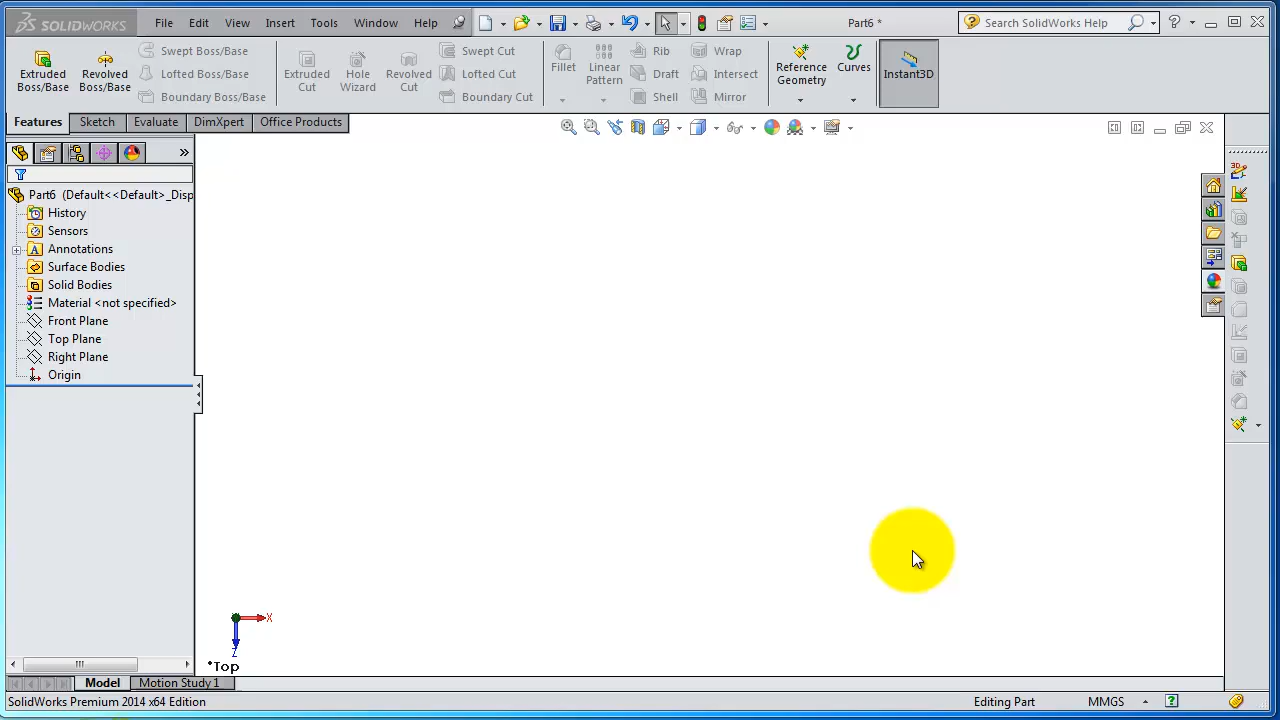 SOLIDWORKS File Edit View Insert Tools Window Help Part6 * Search SolidWorks Help
Extruded Boss/Base
Revolved Boss/Base
Swept Boss/Base
Lofted Boss/Base
Boundary Boss/Base
Extruded Cut
Hole Wizard
Revolved Cut
Swept Cut
Lofted Cut
Boundary Cut
Fillet
Linear Pattern
Rib
Draft
Shell
Wrap
Intersect
Mirror
Reference Geometry
Curves
Instant3D
Features Sketch Evaluate DimXpert Office Products
Part6 (Default<<Default>_Disp
History
Sensors
Annotations
Surface Bodies
Solid Bodies
Material <not specified>
Front Plane
Top Plane
Right Plane
Origin
X
Z
*Top
Model Motion Study 1
SolidWorks Premium 2014 x64 Edition Editing Part MMGS